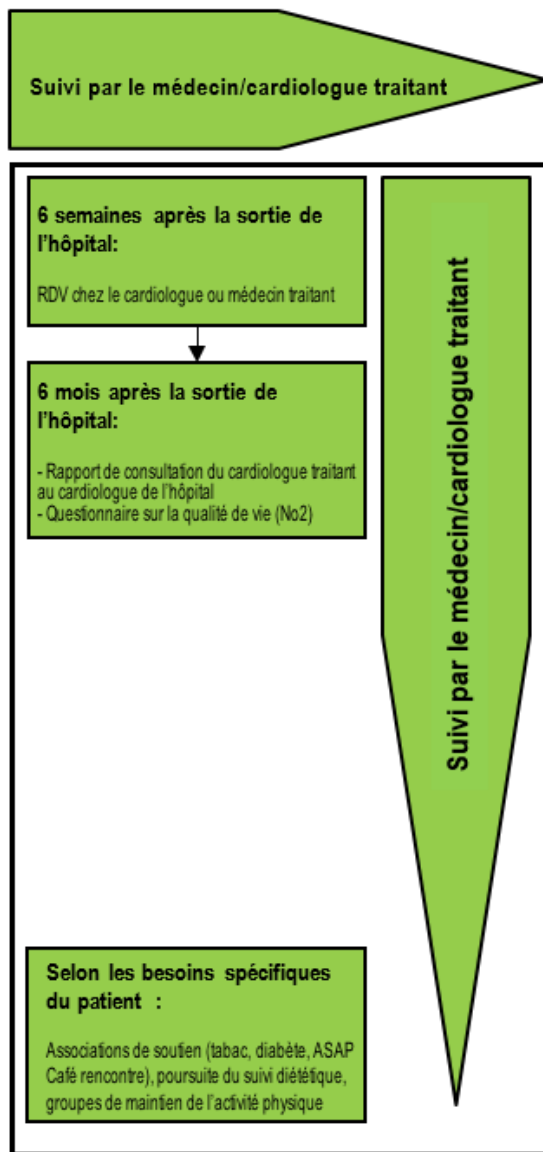 Suivi par le médecin/cardiologue traitant
6 semaines après la sortie de
l'hôpital:
RDV chez le cardiologue ou médecin traitant
6 mois après la sortie de
l'hôpital:
- Rapport de consultation du cardiologue traitant
au cardiologue de l'hôpital
- Questionnaire sur la qualité de vie (No2)
Suivi par le médecin/cardiologue traitant
Selon les besoins spécifiques
du patient :
Associations de soutien (tabac, diabète, ASAP
Café rencontre), poursuite du suivi diététique,
groupes de maintien de l'activité physique